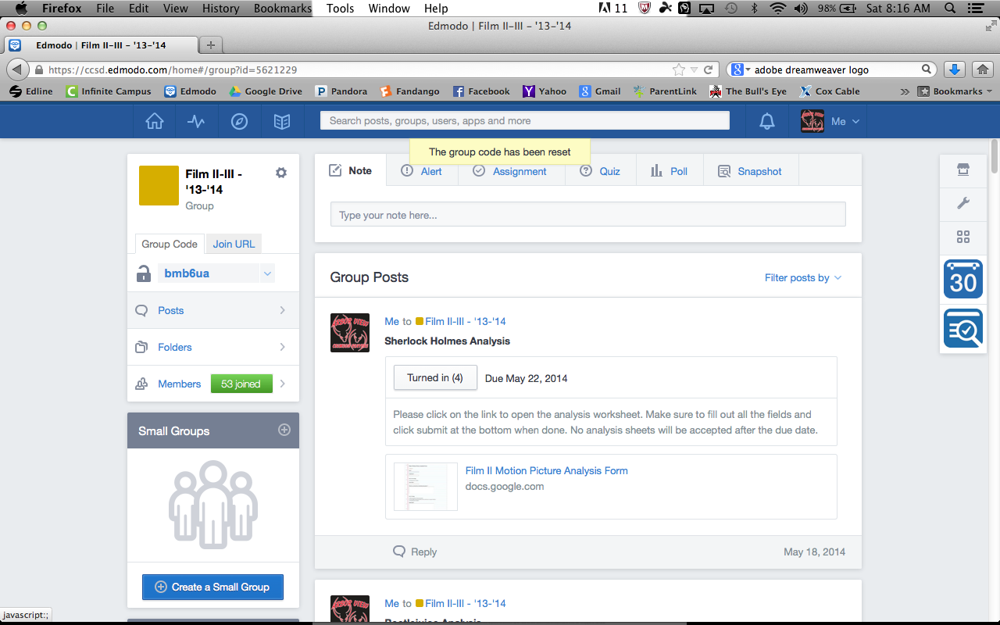 Firefox File Edit View History Bookmarks Tools Window Help 11 98% Sat 8:16 AM
Edmodo | Film II-III - '13-'14
Edmodo | Film II-III - '13-'14
https://ccsd.edmodo.com/home#/group?id=5621229
adobe dreamweaver logo
Edline Infinite Campus Edmodo Google Drive Pandora Fandango Facebook Yahoo Gmail ParentLink The Bull's Eye Cox Cable » Bookmarks
Search posts, groups, users, apps and more
Me
The group code has been reset
Film II-III -
'13-'14
Group
Group Code Join URL
bmb6ua
Posts
Folders
Members 53 joined
Small Groups
Create a Small Group
Note Alert Assignment Quiz Poll Snapshot
Type your note here...
Group Posts
Filter posts by
Me to Film II-III - '13-'14
Sherlock Holmes Analysis
Turned in (4) Due May 22, 2014
Please click on the link to open the analysis worksheet. Make sure to fill out all the fields and
click submit at the bottom when done. No analysis sheets will be accepted after the due date.
Film II Motion Picture Analysis Form
docs.google.com
Reply May 18, 2014
Me to Film II-III - '13-'14
30
javascript:;